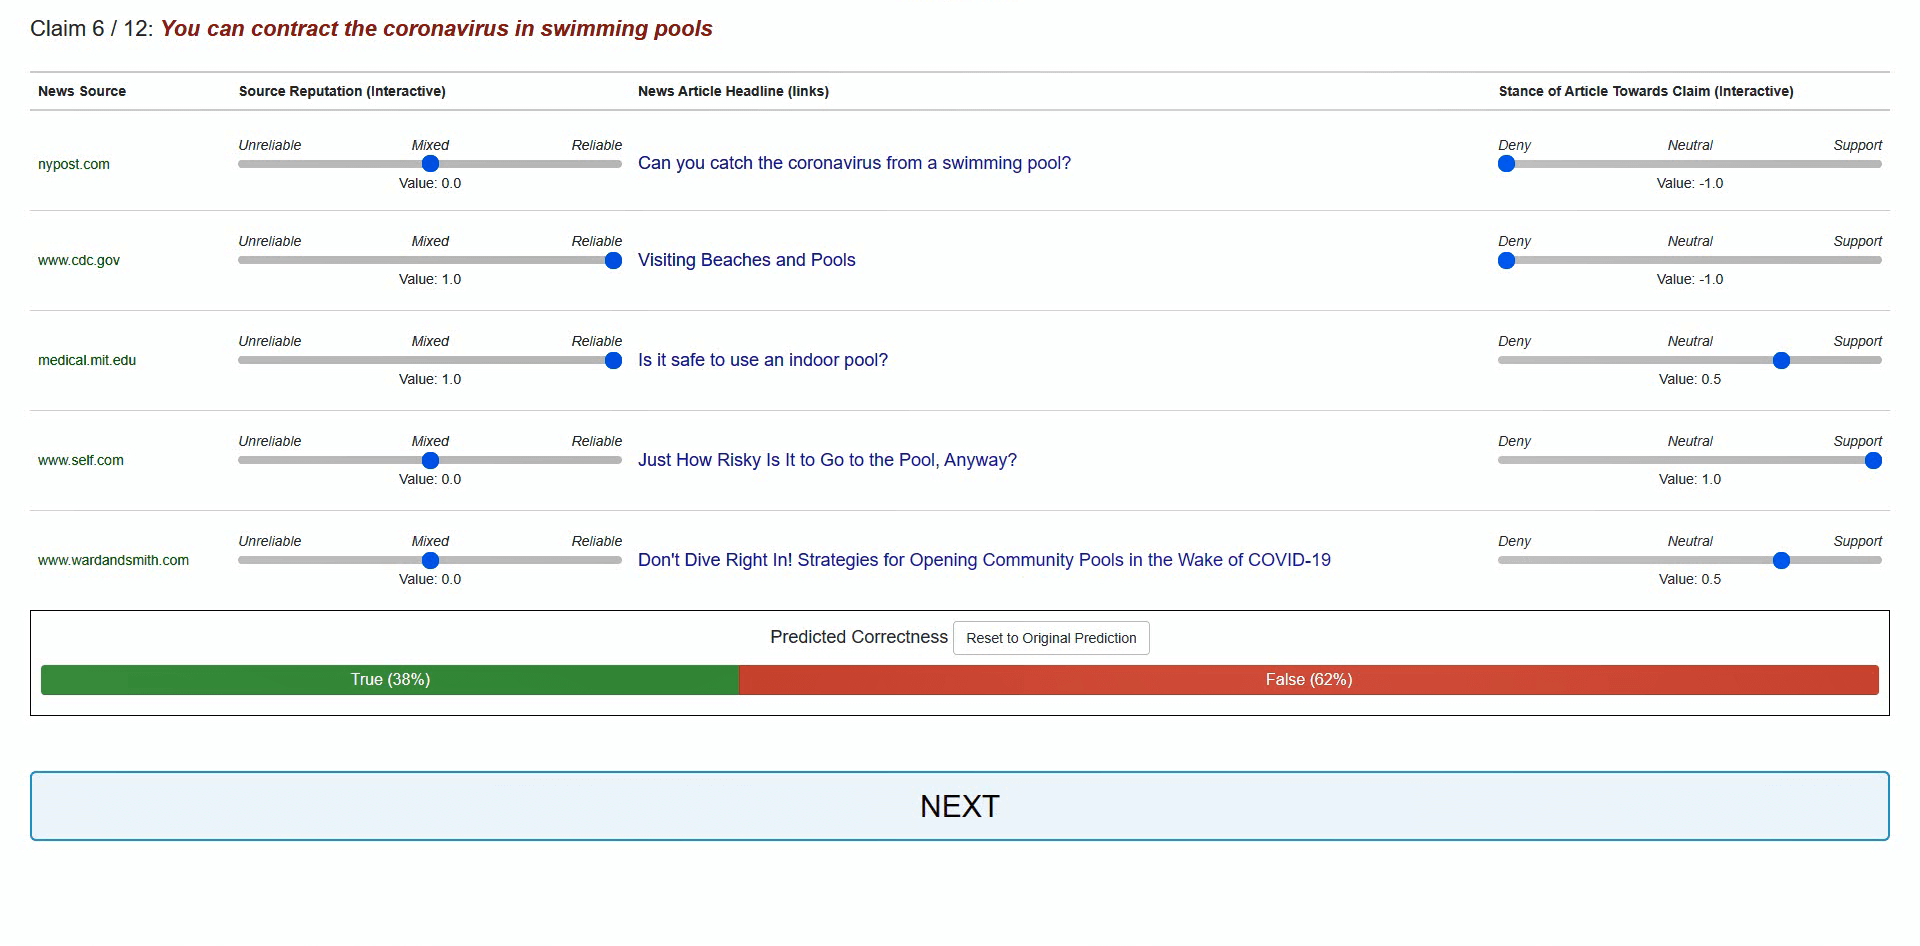 Claim 6 / 12: You can contract the coronavirus in swimming pools
News Source Source Reputation (Interactive) News Article Headline (links) Stance of Article Towards Claim (Interactive)
Unreliable Mixed Reliable Deny Neutral Support
nypost.com Can you catch the coronavirus from a swimming pool?
Value: 0.0 Value: -1.0
Unreliable Mixed Reliable Deny Neutral Support
www.cdc.gov Visiting Beaches and Pools
Value: 1.0 Value: -1.0
Unreliable Mixed Reliable Deny Neutral Support
medical.mit.edu Is it safe to use an indoor pool?
Value: 1.0 Value: 0.5
Unreliable Mixed Reliable Deny Neutral Support
www.self.com Just How Risky Is It to Go to the Pool, Anyway?
Value: 0.0 Value: 1.0
Unreliable Mixed Reliable Deny Neutral Support
www.wardandsmith.com Don't Dive Right In! Strategies for Opening Community Pools in the Wake of COVID-19
Value: 0.0 Value: 0.5
Predicted Correctness Reset to Original Prediction
True (38%) False (62%)
NEXT